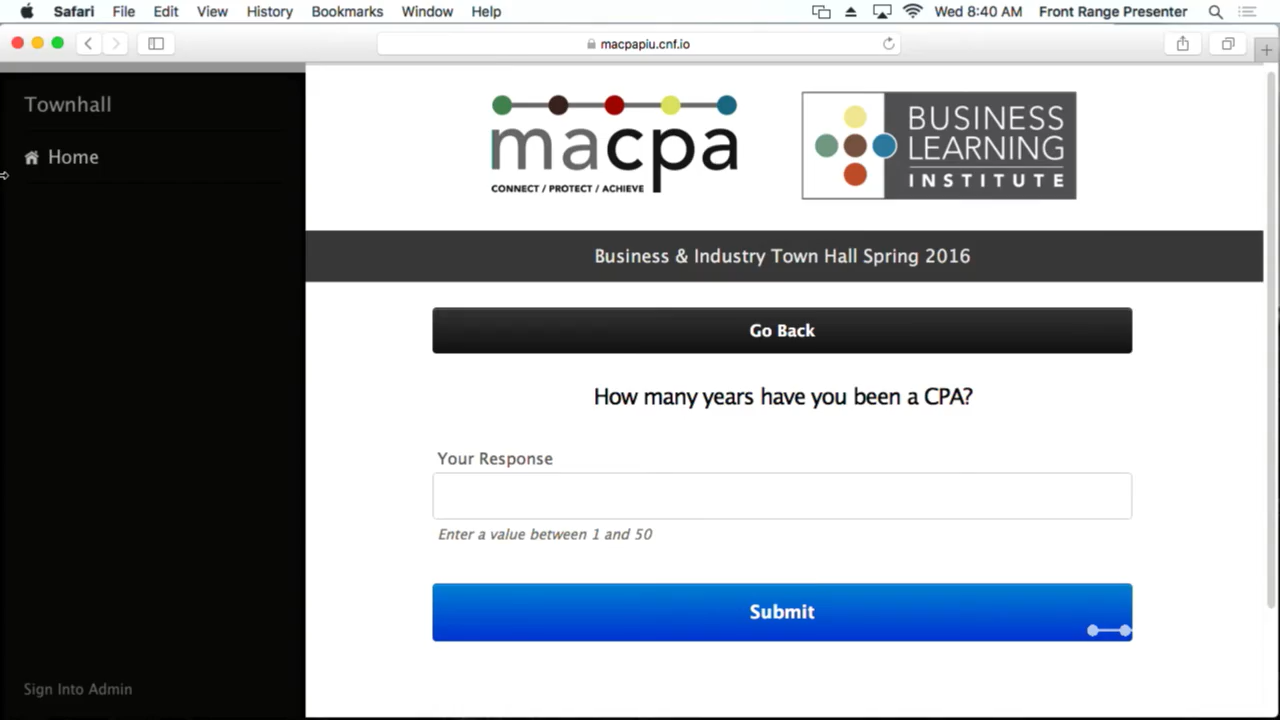 Safari File Edit View History Bookmarks Window Help Wed 8:40 AM Front Range Presenter
macpapiu.cnf.io
Townhall
Home
Sign Into Admin
macpa
CONNECT / PROTECT / ACHIEVE
BUSINESS
LEARNING
INSTITUTE
Business & Industry Town Hall Spring 2016
Go Back
How many years have you been a CPA?
Your Response
Enter a value between 1 and 50
Submit